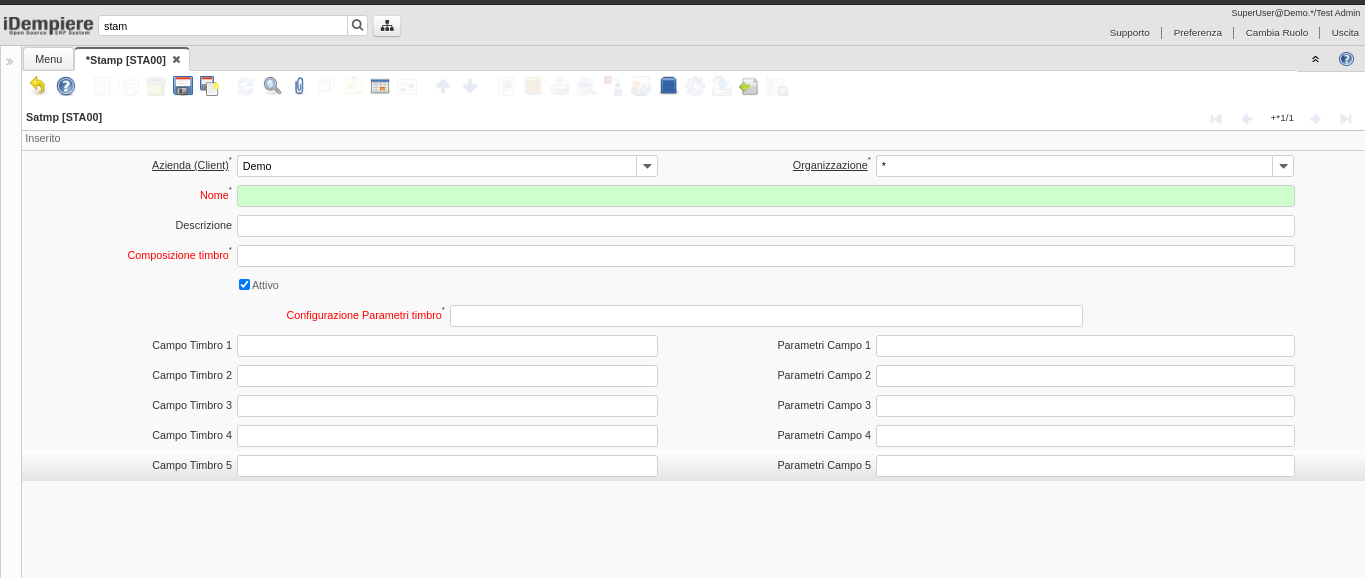 SuperUser@Demo.*/Test Admin
iDempiere
Open Source ERP System
stam
Supporto Preferenza Cambia Ruolo Uscita
Menu *Stamp [STA00]
Satmp [STA00] +*1/1
Inserito
Azienda (Client)* Demo Organizzazione* *
Nome*
Descrizione
Composizione timbro*
Attivo
Configurazione Parametri timbro*
Campo Timbro 1 Parametri Campo 1
Campo Timbro 2 Parametri Campo 2
Campo Timbro 3 Parametri Campo 3
Campo Timbro 4 Parametri Campo 4
Campo Timbro 5 Parametri Campo 5